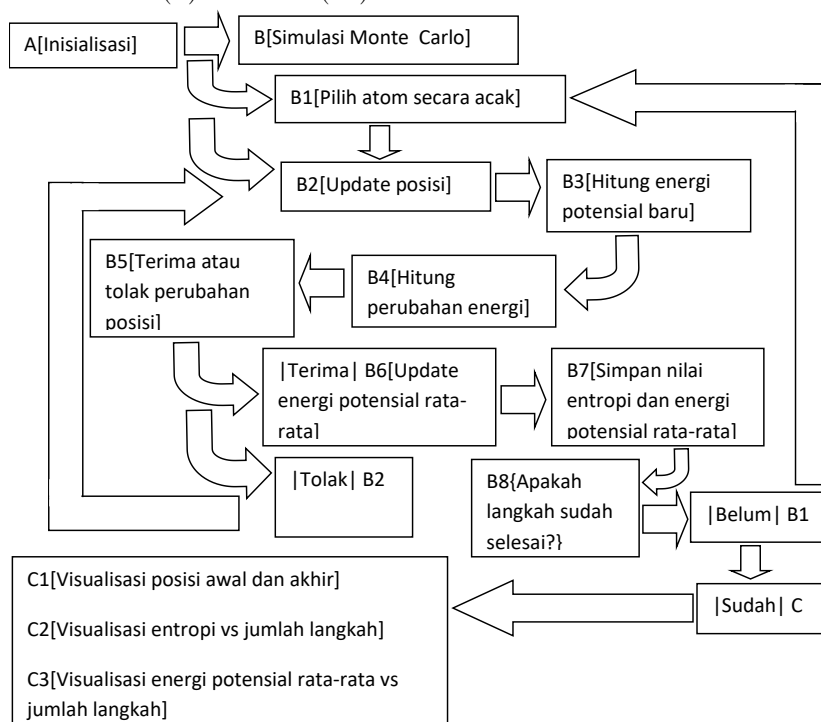 A[Inisialisasi]
B[Simulasi Monte Carlo]
B1[Pilih atom secara acak]
B2[Update posisi]
B3[Hitung energi
potensial baru]
B5[Terima atau
tolak perubahan
posisi]
B4[Hitung
perubahan energi]
|Terima| B6[Update
energi potensial rata-
rata]
B7[Simpan nilai
entropi dan energi
potensial rata-rata]
|Tolak| B2
B8{Apakah
langkah sudah
selesai?}
|Belum| B1
|Sudah| C
C1[Visualisasi posisi awal dan akhir]
C2[Visualisasi entropi vs jumlah langkah]
C3[Visualisasi energi potensial rata-rata vs
jumlah langkah]